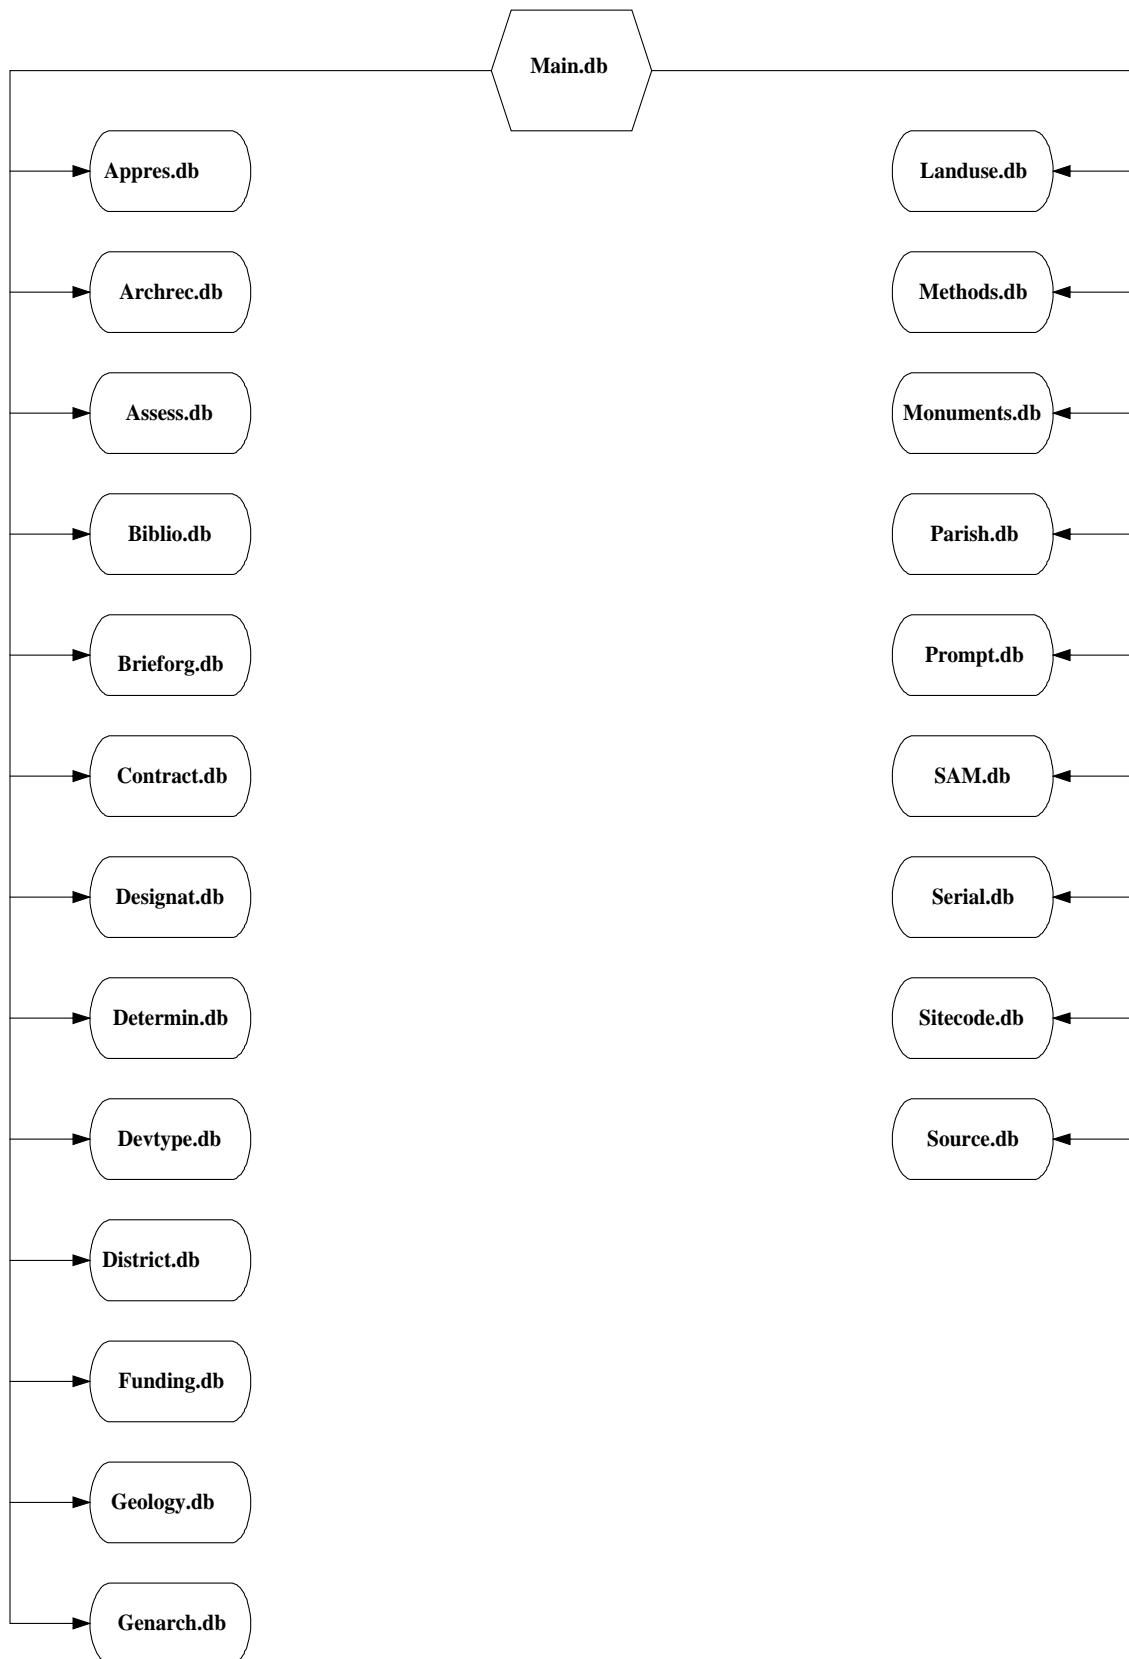 Main.db
Appres.db
Archrec.db
Assess.db
Biblio.db
Brieforg.db
Contract.db
Designat.db
Determin.db
Devtype.db
District.db
Funding.db
Geology.db
Genarch.db
Landuse.db
Methods.db
Monuments.db
Parish.db
Prompt.db
SAM.db
Serial.db
Sitecode.db
Source.db